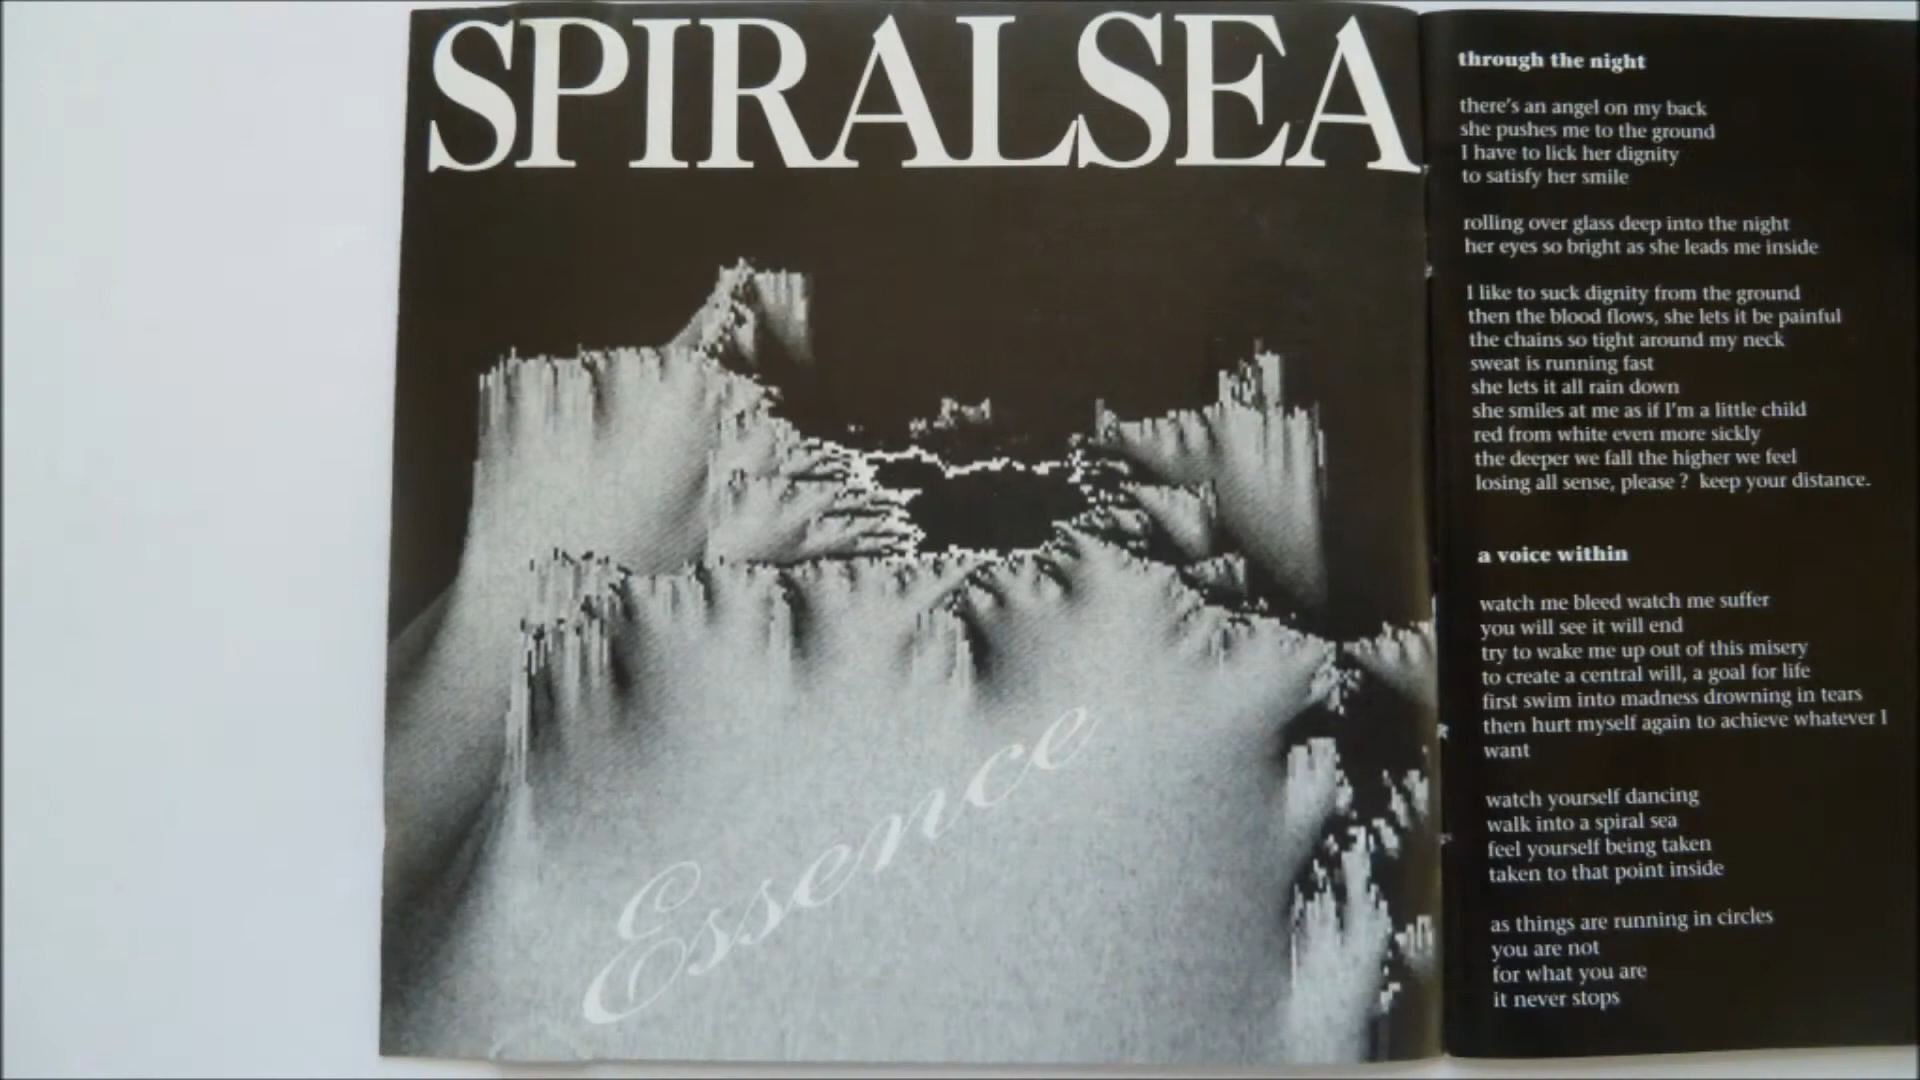 SPIRALSEA
Essence
through the night
there's an angel on my back
she pushes me to the ground
I have to lick her dignity
to satisfy her smile
rolling over glass deep into the night
her eyes so bright as she leads me inside
I like to suck dignity from the ground
then the blood flows, she lets it be painful
the chains so tight around my neck
sweat is running fast
she lets it all rain down
she smiles at me as if I'm a little child
red from white even more sickly
the deeper we fall the higher we feel
losing all sense, please ? keep your distance.
a voice within
watch me bleed watch me suffer
you will see it will end
try to wake me up out of this misery
to create a central will, a goal for life
first swim into madness drowning in tears
then hurt myself again to achieve whatever I
want
watch yourself dancing
walk into a spiral sea
feel yourself being taken
taken to that point inside
as things are running in circles
you are not
for what you are
it never stops